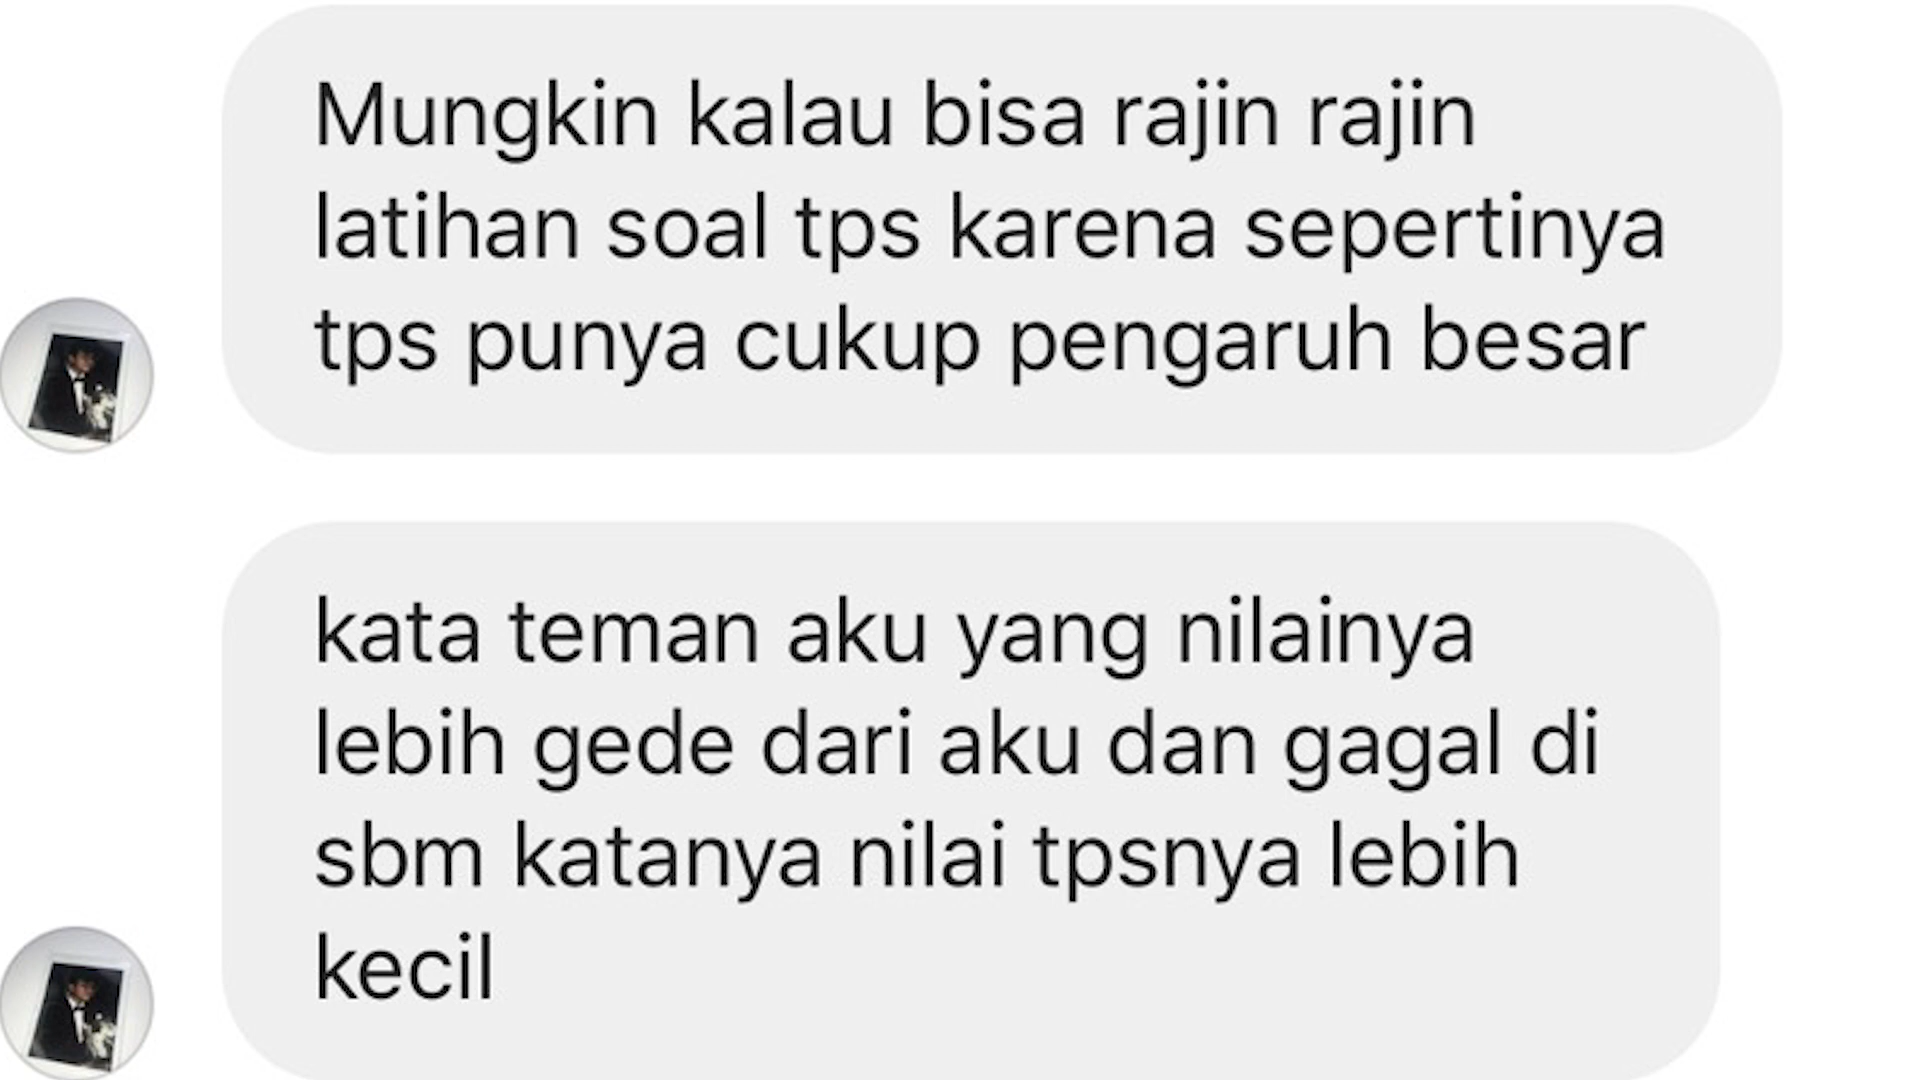 Mungkin kalau bisa rajin rajin
latihan soal tps karena sepertinya
tps punya cukup pengaruh besar
kata teman aku yang nilainya
lebih gede dari aku dan gagal di
sbm katanya nilai tpsnya lebih
kecil